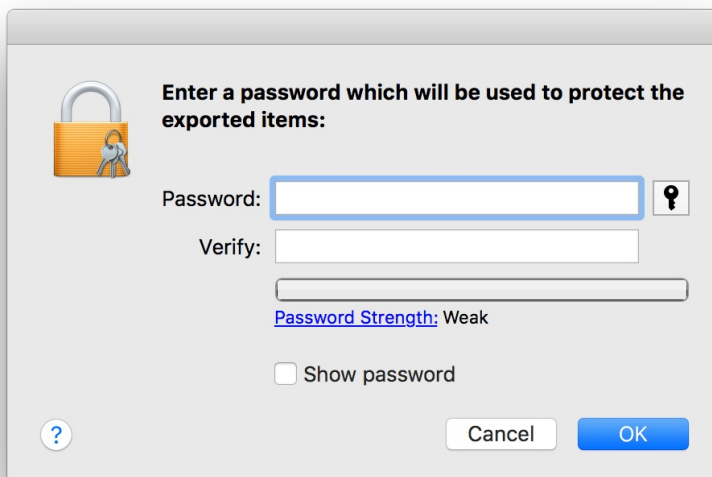 Enter a password which will be used to protect the
exported items:
Password:
Verify:
Password Strength: Weak
Show password
? Cancel OK